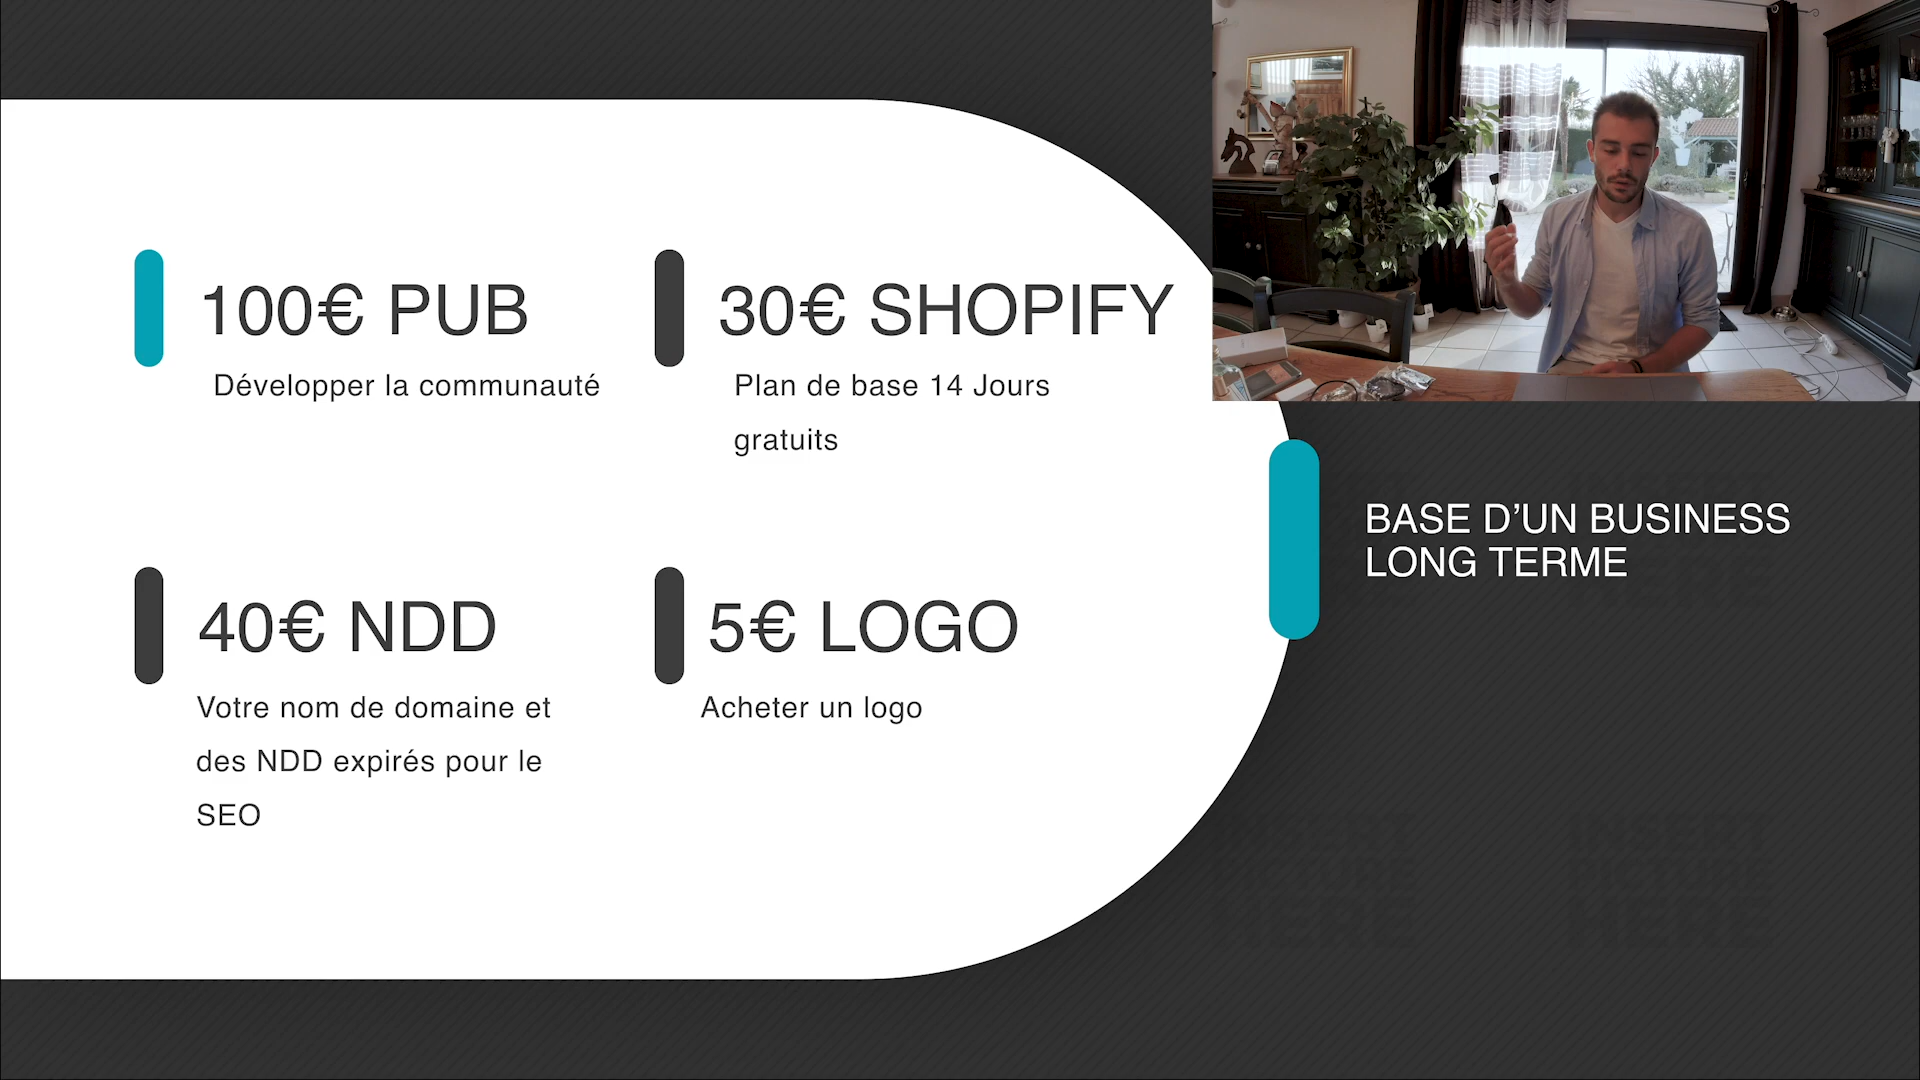 100€ PUB
Développer la communauté
30€ SHOPIFY
Plan de base 14 Jours
gratuits
40€ NDD
Votre nom de domaine et
des NDD expirés pour le
SEO
5€ LOGO
Acheter un logo
BASE D’UN BUSINESS
LONG TERME